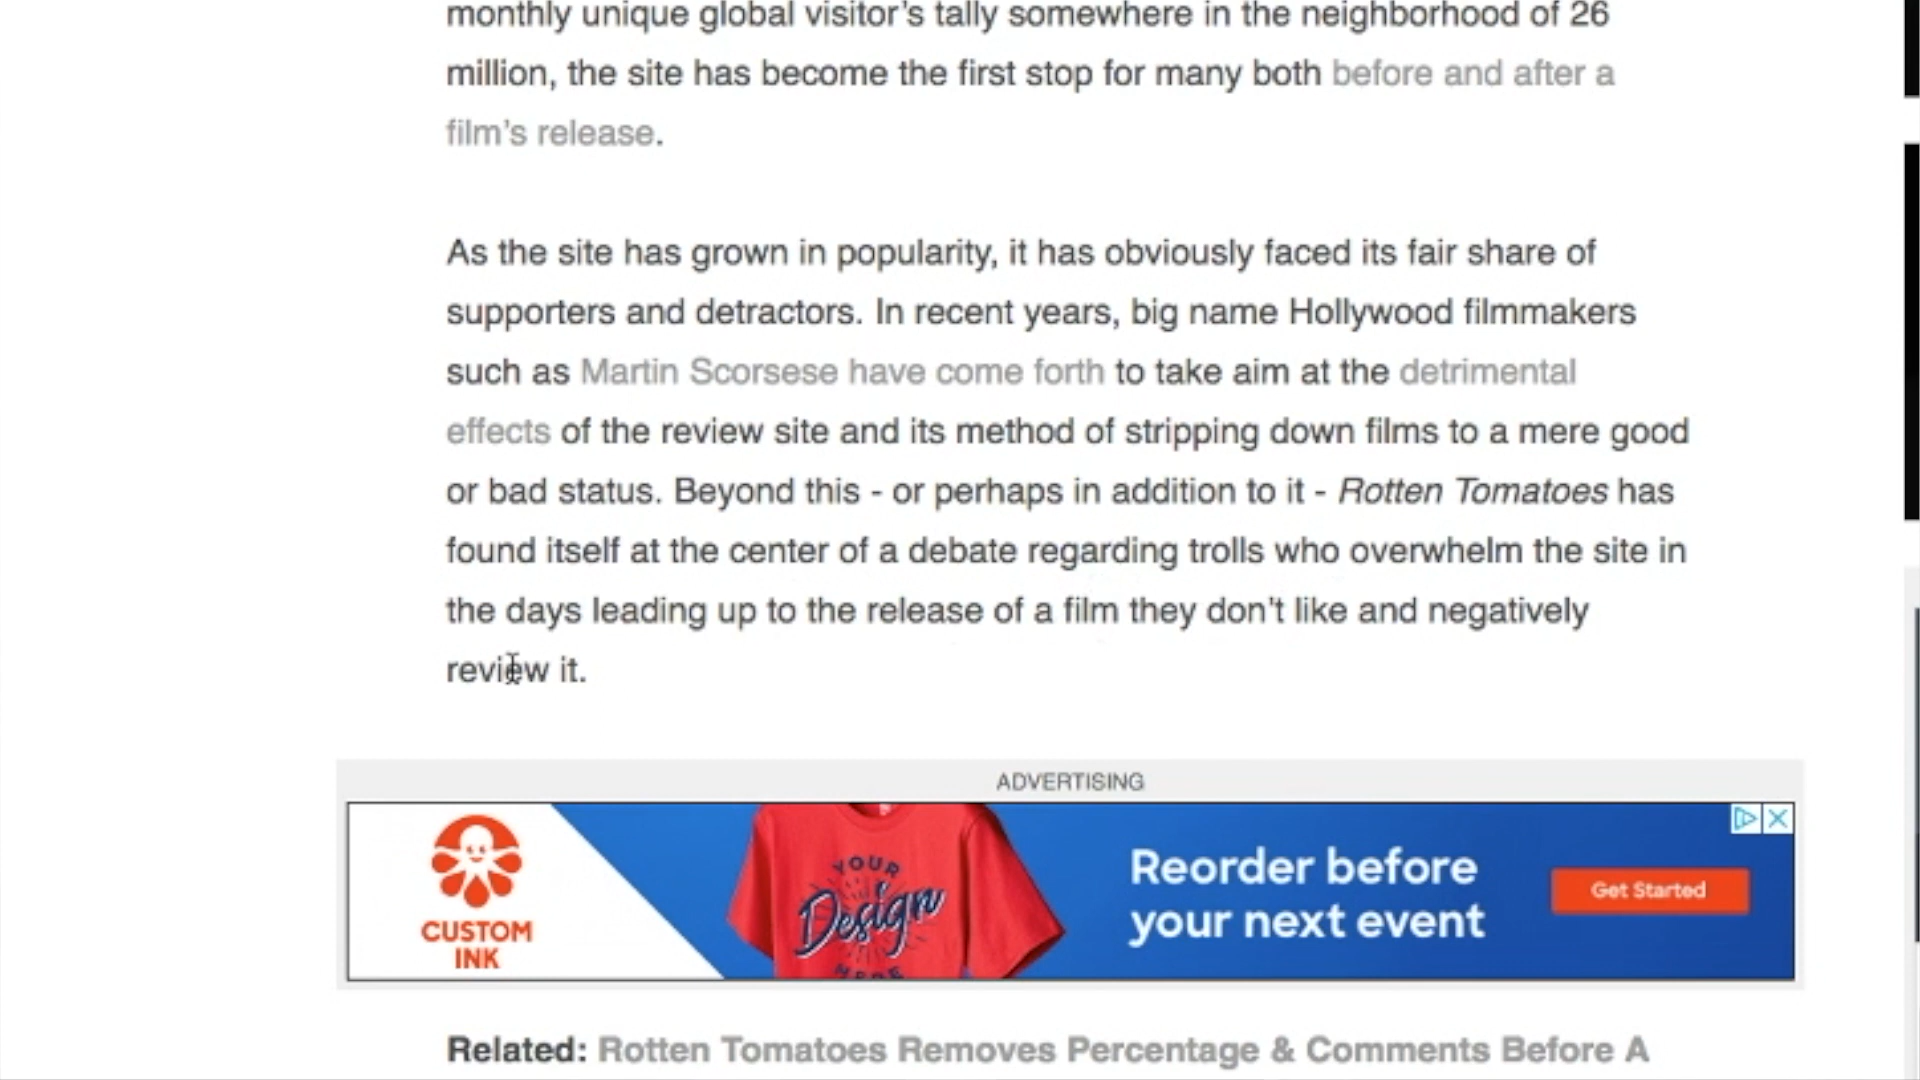 monthly unique global visitor's tally somewhere in the neighborhood of 26
million, the site has become the first stop for many both before and after a
film's release.
As the site has grown in popularity, it has obviously faced its fair share of
supporters and detractors. In recent years, big name Hollywood filmmakers
such as Martin Scorsese have come forth to take aim at the detrimental
effects of the review site and its method of stripping down films to a mere good
or bad status. Beyond this - or perhaps in addition to it - Rotten Tomatoes has
found itself at the center of a debate regarding trolls who overwhelm the site in
the days leading up to the release of a film they don't like and negatively
review it.
ADVERTISING
CUSTOM
INK
YOUR
Design
HERE
Reorder before
your next event
Get Started
Related: Rotten Tomatoes Removes Percentage & Comments Before A